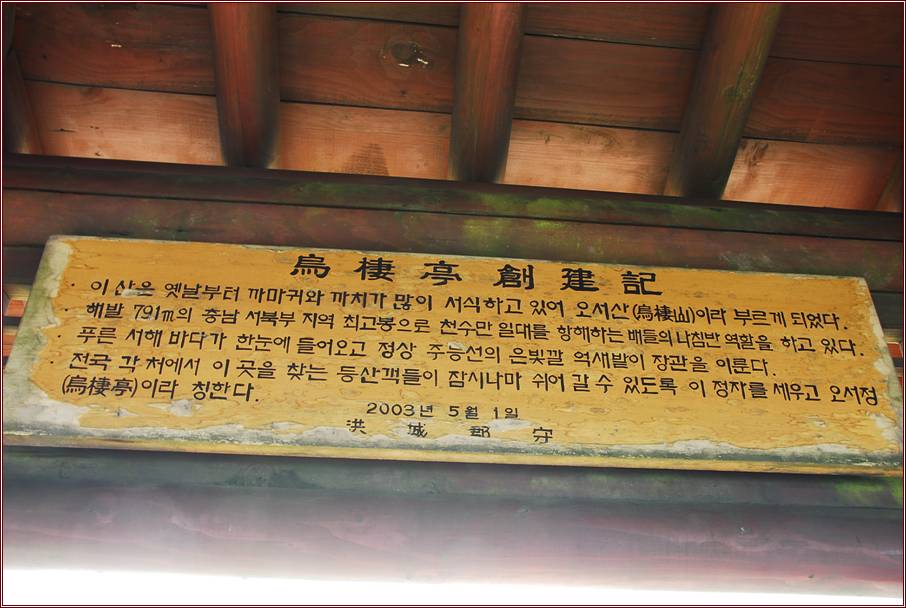 烏棲亭 創建記
· 이 산은 옛날부터 까마귀와 까치가 많이 서식하고 있어 오서산(烏棲山)이라 부르게 되었다.
· 해발 791m의 충남 서북부 지역 최고봉으로 천수만 일대를 항해하는 배들의 나침반 역할을 하고 있다.
· 푸른 서해 바다가 한눈에 들어오고 정상 주능선의 은빛깔 억새밭이 장관을 이룬다.
· 전국 각 처에서 이 곳을 찾는 등산객들이 잠시나마 쉬어 갈 수 있도록 이 정자를 세우고 오서정
(烏棲亭)이라 칭한다.
2003년 5월 1일
洪城郡守